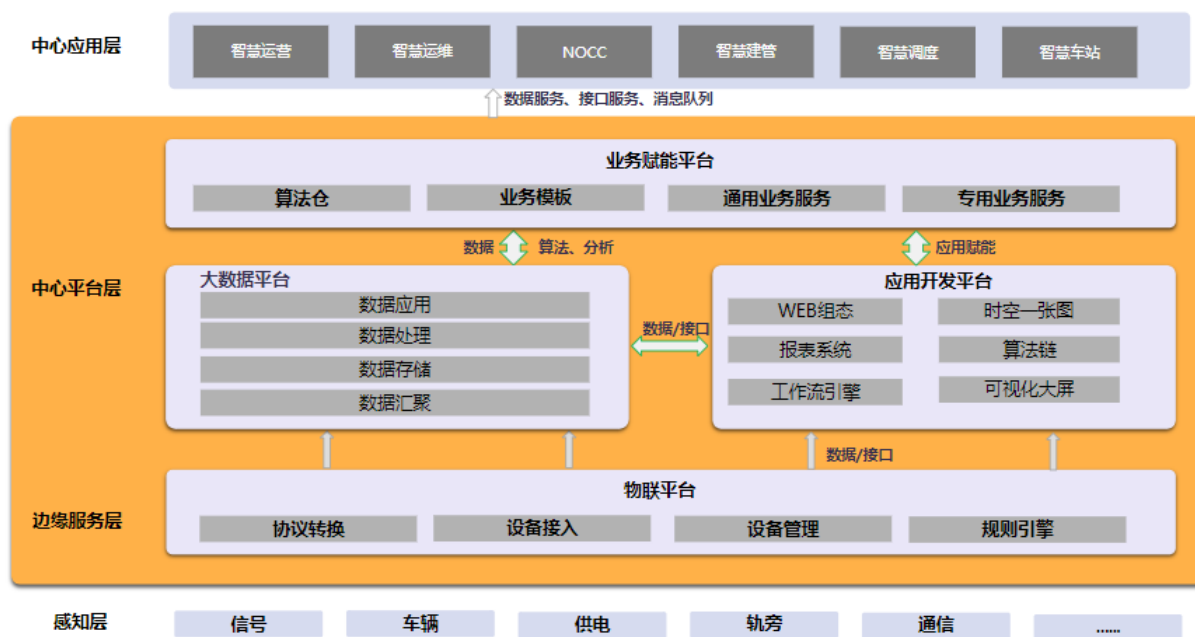 中心应用层
智慧运营 智慧运维 NOCC 智慧建管 智慧调度 智慧车站
数据服务、接口服务、消息队列
业务赋能平台
算法仓 业务模板 通用业务服务 专用业务服务
数据 算法、分析 应用赋能
中心平台层
大数据平台
数据应用
数据处理
数据存储
数据汇聚
数据/接口
应用开发平台
WEB组态 时空一张图
报表系统 算法链
工作流引擎 可视化大屏
数据/接口
边缘服务层
物联平台
协议转换 设备接入 设备管理 规则引擎
感知层 信号 车辆 供电 轨旁 通信 ......